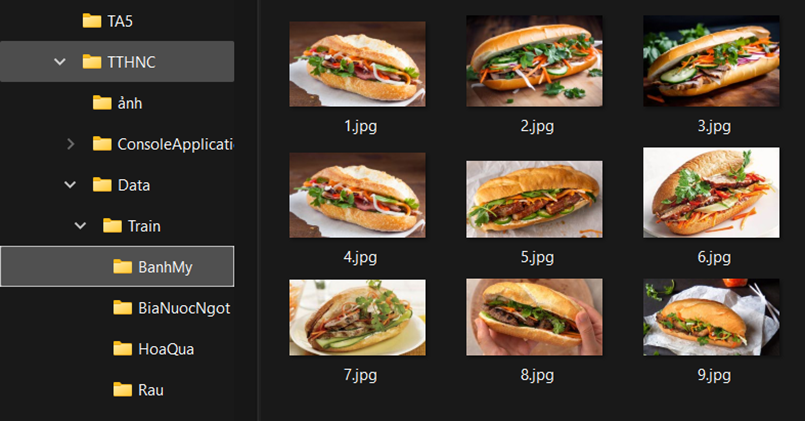 TA5
TTHNC
ảnh
ConsoleApplicati
Data
Train
BanhMy
BiaNuocNgot
HoaQua
Rau
1.jpg
2.jpg
3.jpg
4.jpg
5.jpg
6.jpg
7.jpg
8.jpg
9.jpg